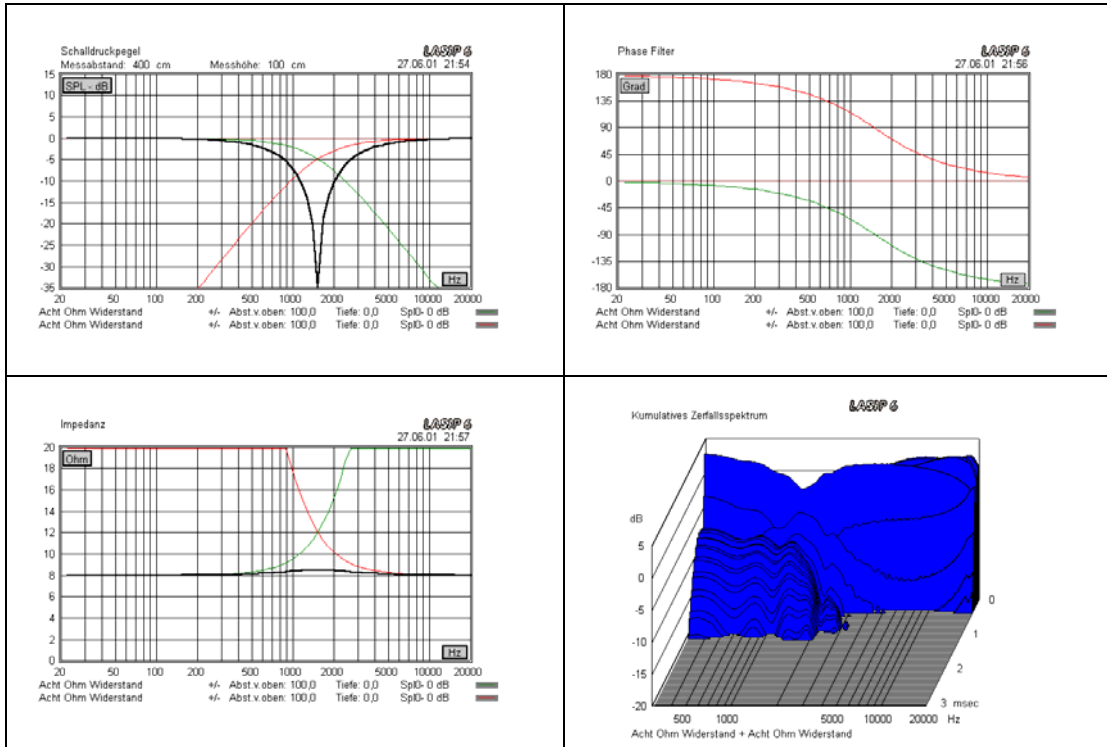 Schalldruckpegel LASIP 6
Messabstand: 400 cm Messhöhe: 100 cm 27.06.01 21:54
15
SPL - dB
10
5
0
-5
-10
-15
-20
-25
-30
-35
Hz
20 50 100 200 500 1000 2000 5000 10000 20000
Acht Ohm Widerstand +/- Abst.v.oben: 100,0 Tiefe: 0,0 Spl0- 0 dB
Acht Ohm Widerstand +/- Abst.v.oben: 100,0 Tiefe: 0,0 Spl0- 0 dB
Phase Filter LASIP 6
27.06.01 21:56
180
Grad
135
90
45
0
-45
-90
-135
-180
Hz
20 50 100 200 500 1000 2000 5000 10000 20000
Acht Ohm Widerstand +/- Abst.v.oben: 100,0 Tiefe: 0,0 Spl0- 0 dB
Acht Ohm Widerstand +/- Abst.v.oben: 100,0 Tiefe: 0,0 Spl0- 0 dB
Impedanz LASIP 6
27.06.01 21:57
20
Ohm
18
16
14
12
10
8
6
4
2
0
Hz
20 50 100 200 500 1000 2000 5000 10000 20000
Acht Ohm Widerstand +/- Abst.v.oben: 100,0 Tiefe: 0,0 Spl0- 0 dB
Acht Ohm Widerstand +/- Abst.v.oben: 100,0 Tiefe: 0,0 Spl0- 0 dB
LASIP 6
Kumulatives Zerfallsspektrum
dB
5
0
-5
-10
-15
-20
0
1
2
3 msec
500 1000 5000 10000 20000 Hz
Acht Ohm Widerstand + Acht Ohm Widerstand